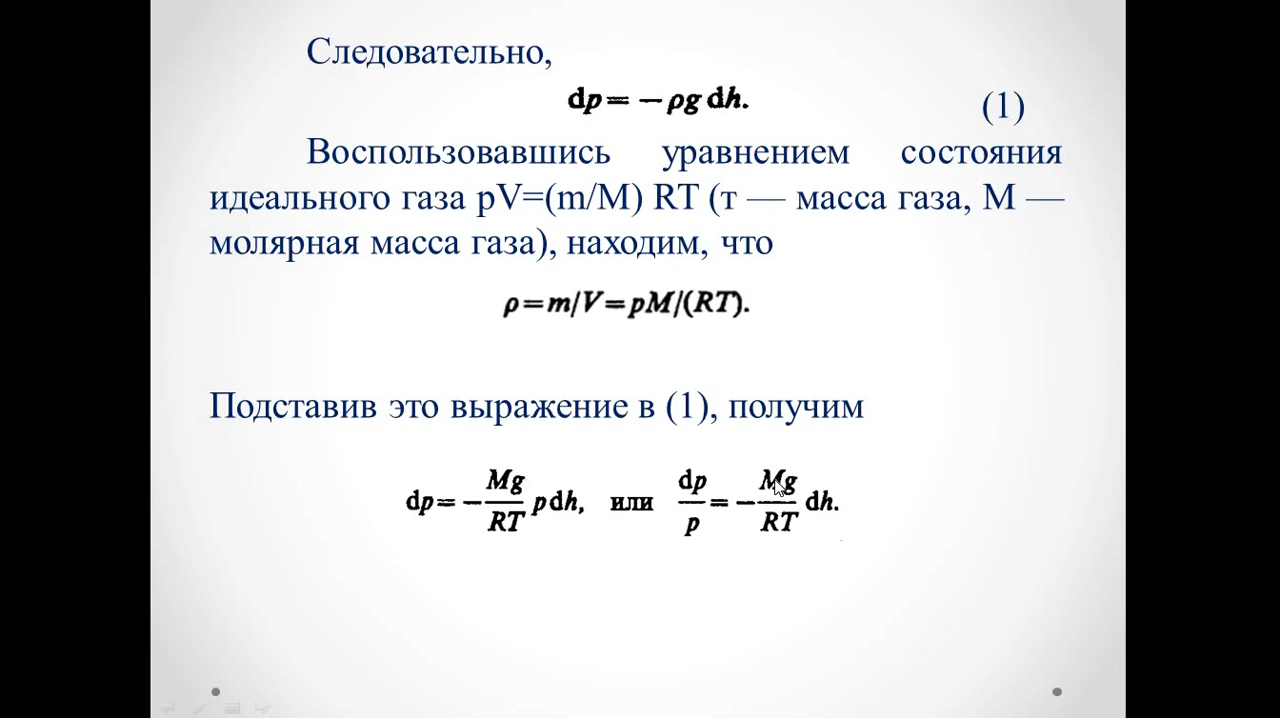 Следовательно,
dp = − ρg dh. (1)
Воспользовавшись уравнением состояния
идеального газа pV=(m/M) RT (т — масса газа, М —
молярная масса газа), находим, что
ρ = m/V = pM/(RT).
Подставив это выражение в (1), получим
dp = − Mg/RT p dh, или dp/p = − Mg/RT dh.